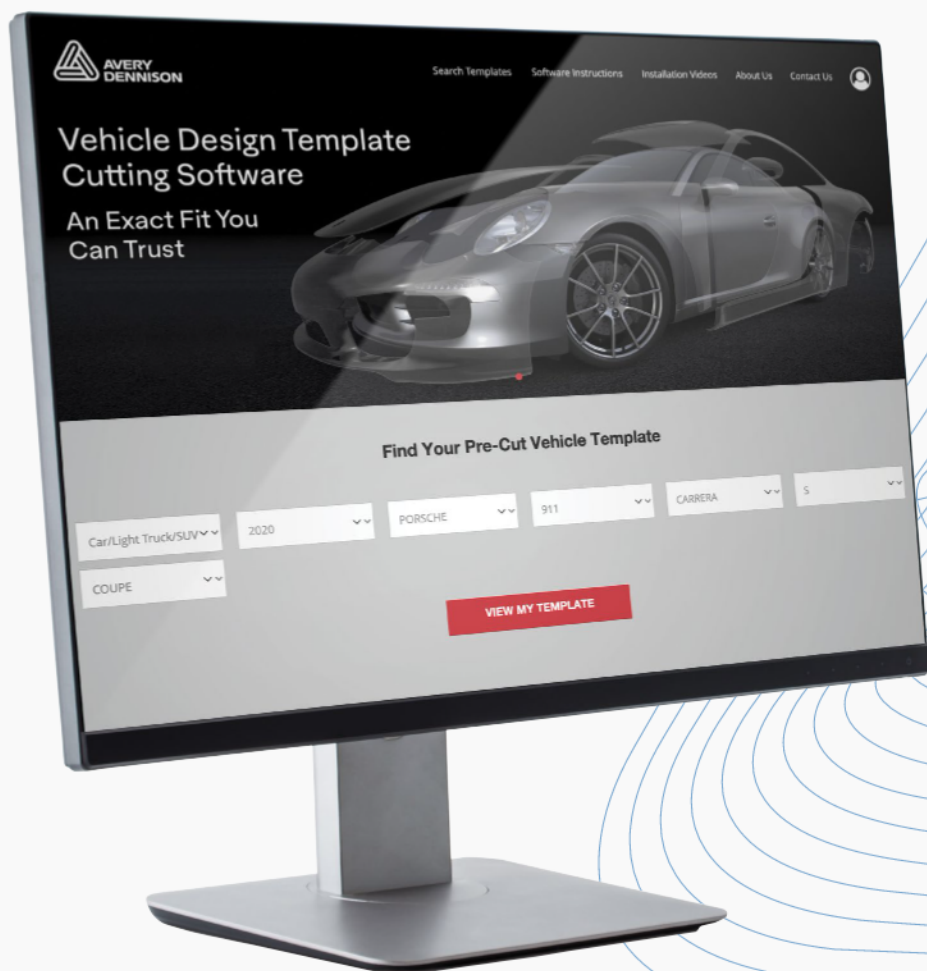 AVERY
DENNISON
Search Templates
Software Instructions
Installation Videos
About Us
Contact Us
Vehicle Design Template
Cutting Software
An Exact Fit You
Can Trust
Find Your Pre-Cut Vehicle Template
Car/Light Truck/SUV
2020
PORSCHE
911
CARRERA
S
COUPE
VIEW MY TEMPLATE